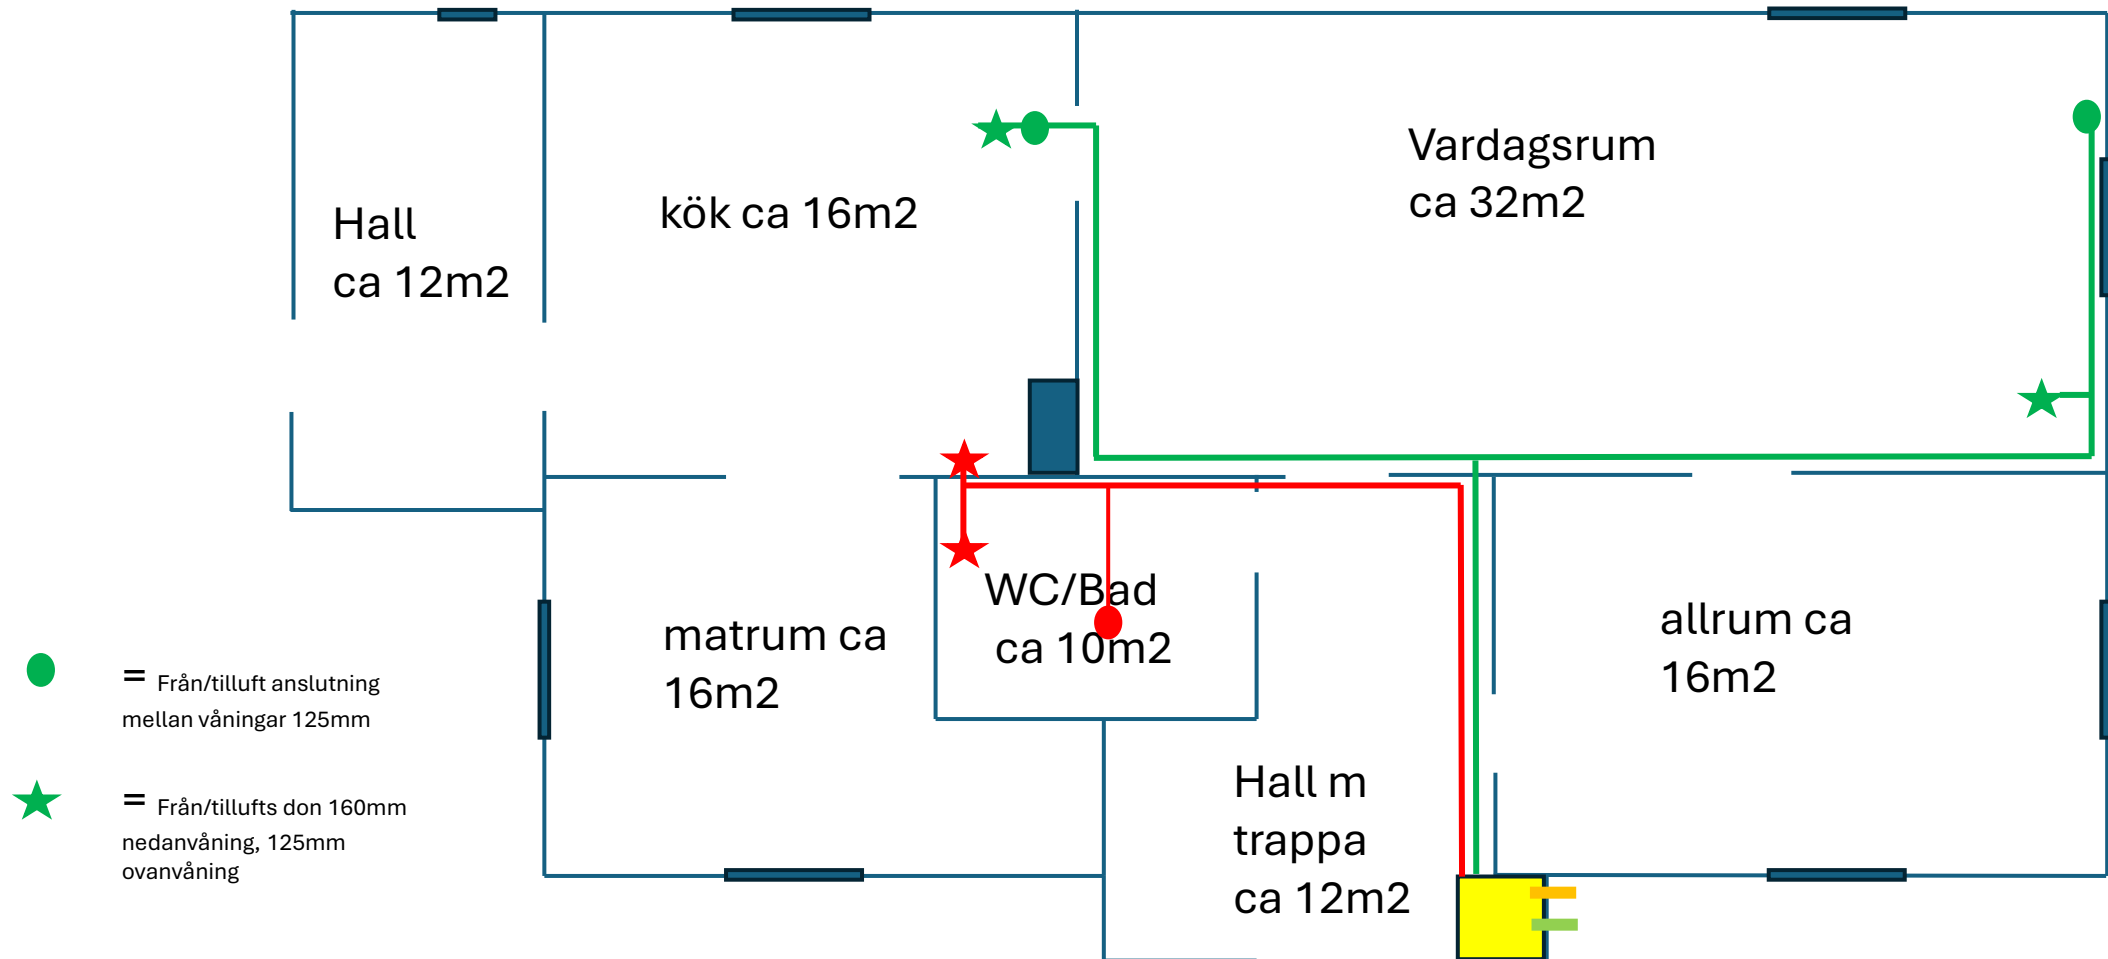 Vardagsrum
ca 32m2
kök ca 16m2
Hall
ca 12m2
WC/Bad
ca 10m2
matrum ca
16m2
allrum ca
16m2
Hall m
trappa
ca 12m2
= Från/tilluft anslutning
mellan våningar 125mm
= Från/tillufts don 160mm
nedanvåning, 125mm
ovanvåning